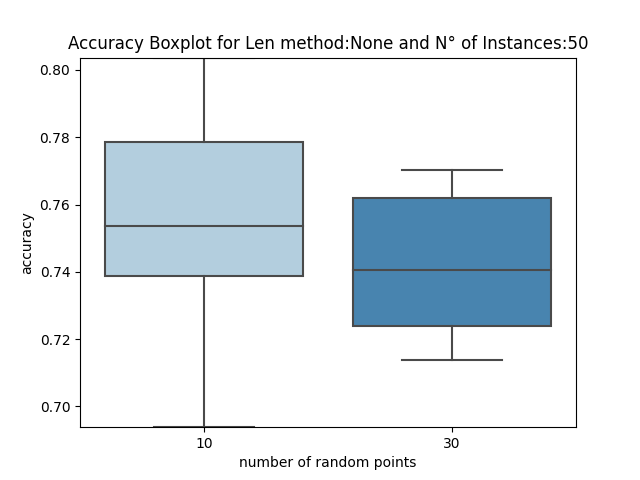 Accuracy Boxplot for Len method:None and N° of Instances:50
0.80
0.78
0.76
0.74
0.72
0.70
accuracy
10
30
number of random points